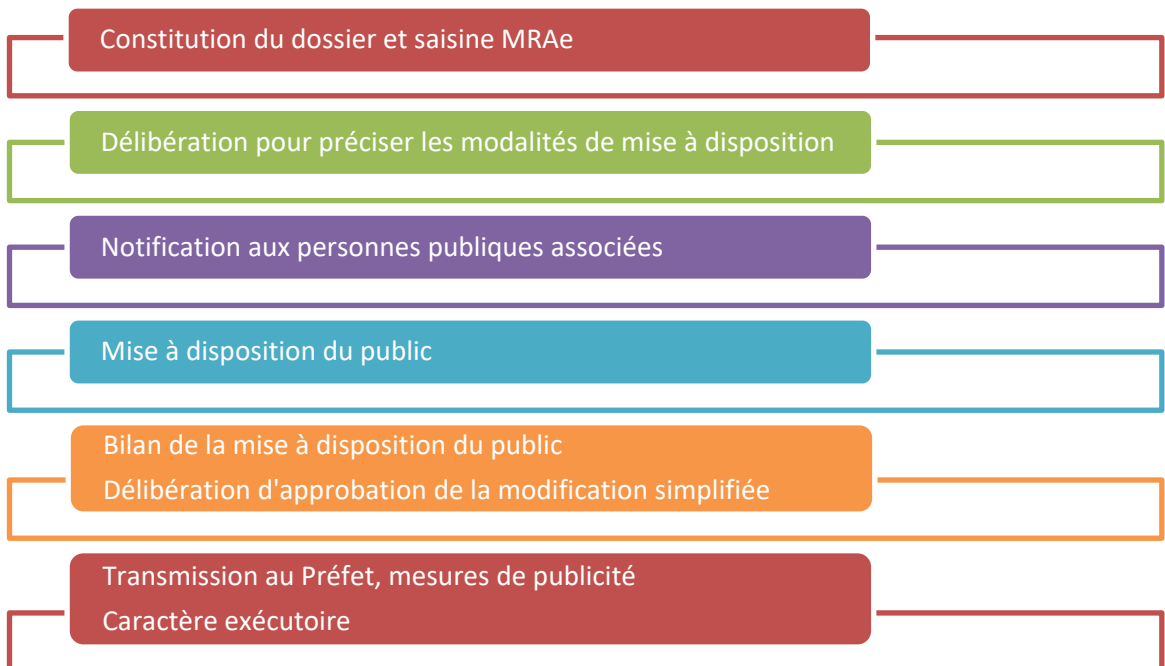 Constitution du dossier et saisine MRAe
Délibération pour préciser les modalités de mise à disposition
Notification aux personnes publiques associées
Mise à disposition du public
Bilan de la mise à disposition du public
Délibération d'approbation de la modification simplifiée
Transmission au Préfet, mesures de publicité
Caractère exécutoire